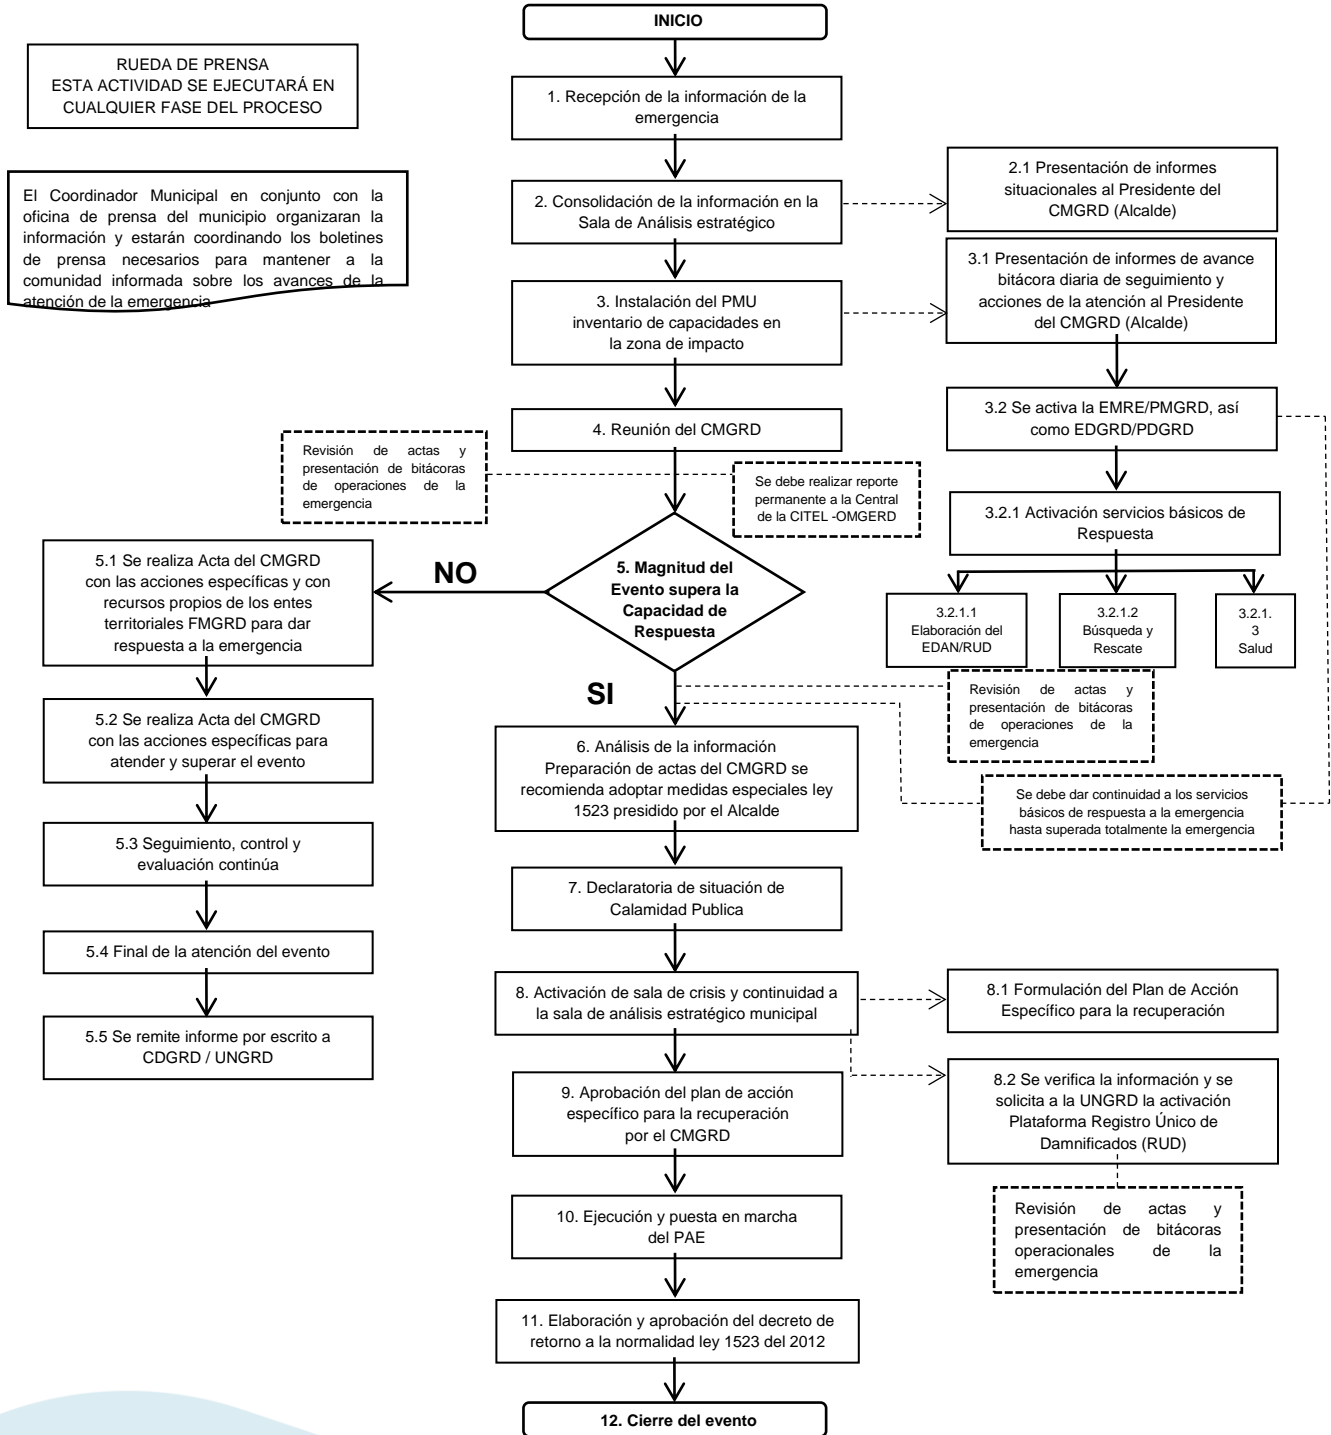 INICIO
RUEDA DE PRENSA
ESTA ACTIVIDAD SE EJECUTARÁ EN
CUALQUIER FASE DEL PROCESO
1. Recepción de la información de la
emergencia
El Coordinador Municipal en conjunto con la
oficina de prensa del municipio organizaran la
información y estarán coordinando los boletines
de prensa necesarios para mantener a la
comunidad informada sobre los avances de la
atención de la emergencia
2. Consolidación de la información en la
Sala de Análisis estratégico
2.1 Presentación de informes
situacionales al Presidente del
CMGRD (Alcalde)
3. Instalación del PMU
inventario de capacidades en
la zona de impacto
3.1 Presentación de informes de avance
bitácora diaria de seguimiento y
acciones de la atención al Presidente
del CMGRD (Alcalde)
3.2 Se activa la EMRE/PMGRD, así
como EDGRD/PDGRD
4. Reunión del CMGRD
Revisión de actas y
presentación de bitácoras
de operaciones de la
emergencia
Se debe realizar reporte
permanente a la Central
de la CITEL -OMGERD
3.2.1 Activación servicios básicos de
Respuesta
3.2.1.1
Elaboración del
EDAN/RUD
3.2.1.2
Búsqueda y
Rescate
3.2.1.
3
Salud
5. Magnitud del
Evento supera la
Capacidad de
Respuesta
NO
5.1 Se realiza Acta del CMGRD
con las acciones específicas y con
recursos propios de los entes
territoriales FMGRD para dar
respuesta a la emergencia
SI
Revisión de actas y
presentación de bitácoras
de operaciones de la
emergencia
5.2 Se realiza Acta del CMGRD
con las acciones específicas para
atender y superar el evento
6. Análisis de la información
Preparación de actas del CMGRD se
recomienda adoptar medidas especiales ley
1523 presidido por el Alcalde
Se debe dar continuidad a los servicios
básicos de respuesta a la emergencia
hasta superada totalmente la emergencia
5.3 Seguimiento, control y
evaluación continúa
7. Declaratoria de situación de
Calamidad Publica
5.4 Final de la atención del evento
8. Activación de sala de crisis y continuidad a
la sala de análisis estratégico municipal
8.1 Formulación del Plan de Acción
Específico para la recuperación
5.5 Se remite informe por escrito a
CDGRD / UNGRD
9. Aprobación del plan de acción
específico para la recuperación
por el CMGRD
8.2 Se verifica la información y se
solicita a la UNGRD la activación
Plataforma Registro Único de
Damnificados (RUD)
10. Ejecución y puesta en marcha
del PAE
Revisión de actas y
presentación de bitácoras
operacionales de la
emergencia
11. Elaboración y aprobación del decreto de
retorno a la normalidad ley 1523 del 2012
12. Cierre del evento